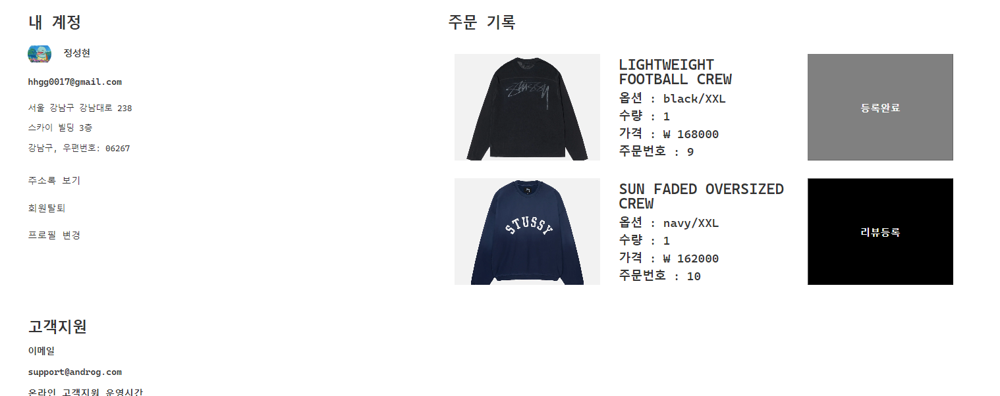 내 계정
정성현
hhgg0017@gmail.com
서울 강남구 강남대로 238
스카이 빌딩 3층
강남구, 우편번호: 06267
주소록 보기
회원탈퇴
프로필 변경
주문 기록
Stussy
LIGHTWEIGHT
FOOTBALL CREW
옵션 : black/XXL
수량 : 1
가격 : ₩ 168000
주문번호 : 9
등록완료
STUSSY
SUN FADED OVERSIZED
CREW
옵션 : navy/XXL
수량 : 1
가격 : ₩ 162000
주문번호 : 10
리뷰등록
고객지원
이메일
support@androg.com
온라인 고객지원 운영시간